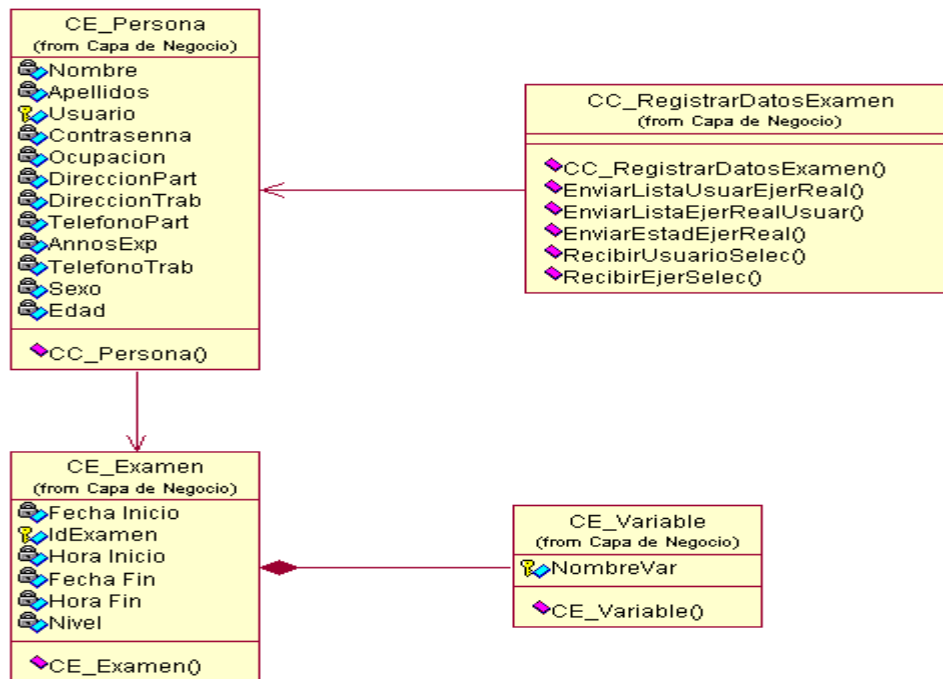 CE_Persona
(from Capa de Negocio)
Nombre
Apellidos
Usuario
Contrasenna
Ocupacion
DireccionPart
DireccionTrab
TelefonoPart
AnnosExp
TelefonoTrab
Sexo
Edad
CC_Persona()
CC_RegistrarDatosExamen
(from Capa de Negocio)
CC_RegistrarDatosExamen()
EnviarListaUsuarEjerReal()
EnviarListaEjerRealUsuar()
EnviarEstadEjerReal()
RecibirUsuarioSelec()
RecibirEjerSelec()
CE_Examen
(from Capa de Negocio)
Fecha Inicio
IdExamen
Hora Inicio
Fecha Fin
Hora Fin
Nivel
CE_Examen()
CE_Variable
(from Capa de Negocio)
NombreVar
CE_Variable()